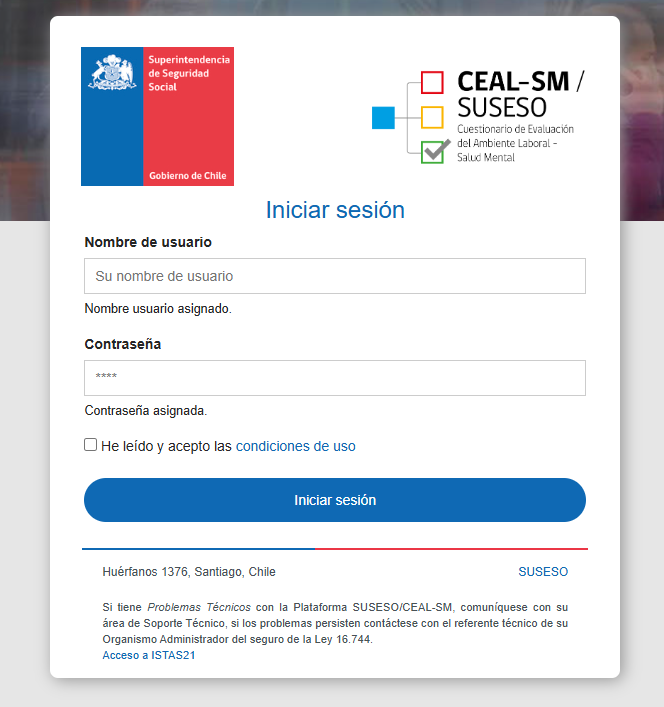 Superintendencia
de Seguridad
Social
Gobierno de Chile
CEAL-SM /
SUSESO
Cuestionario de Evaluación
del Ambiente Laboral -
Salud Mental
Iniciar sesión
Nombre de usuario
Su nombre de usuario
Nombre usuario asignado.
Contraseña
****
Contraseña asignada.
He leído y acepto las condiciones de uso
Iniciar sesión
Huérfanos 1376, Santiago, Chile
SUSESO
Si tiene Problemas Técnicos con la Plataforma SUSESO/CEAL-SM, comuníquese con su
área de Soporte Técnico, si los problemas persisten contáctese con el referente técnico de su
Organismo Administrador del seguro de la Ley 16.744.
Acceso a ISTAS21